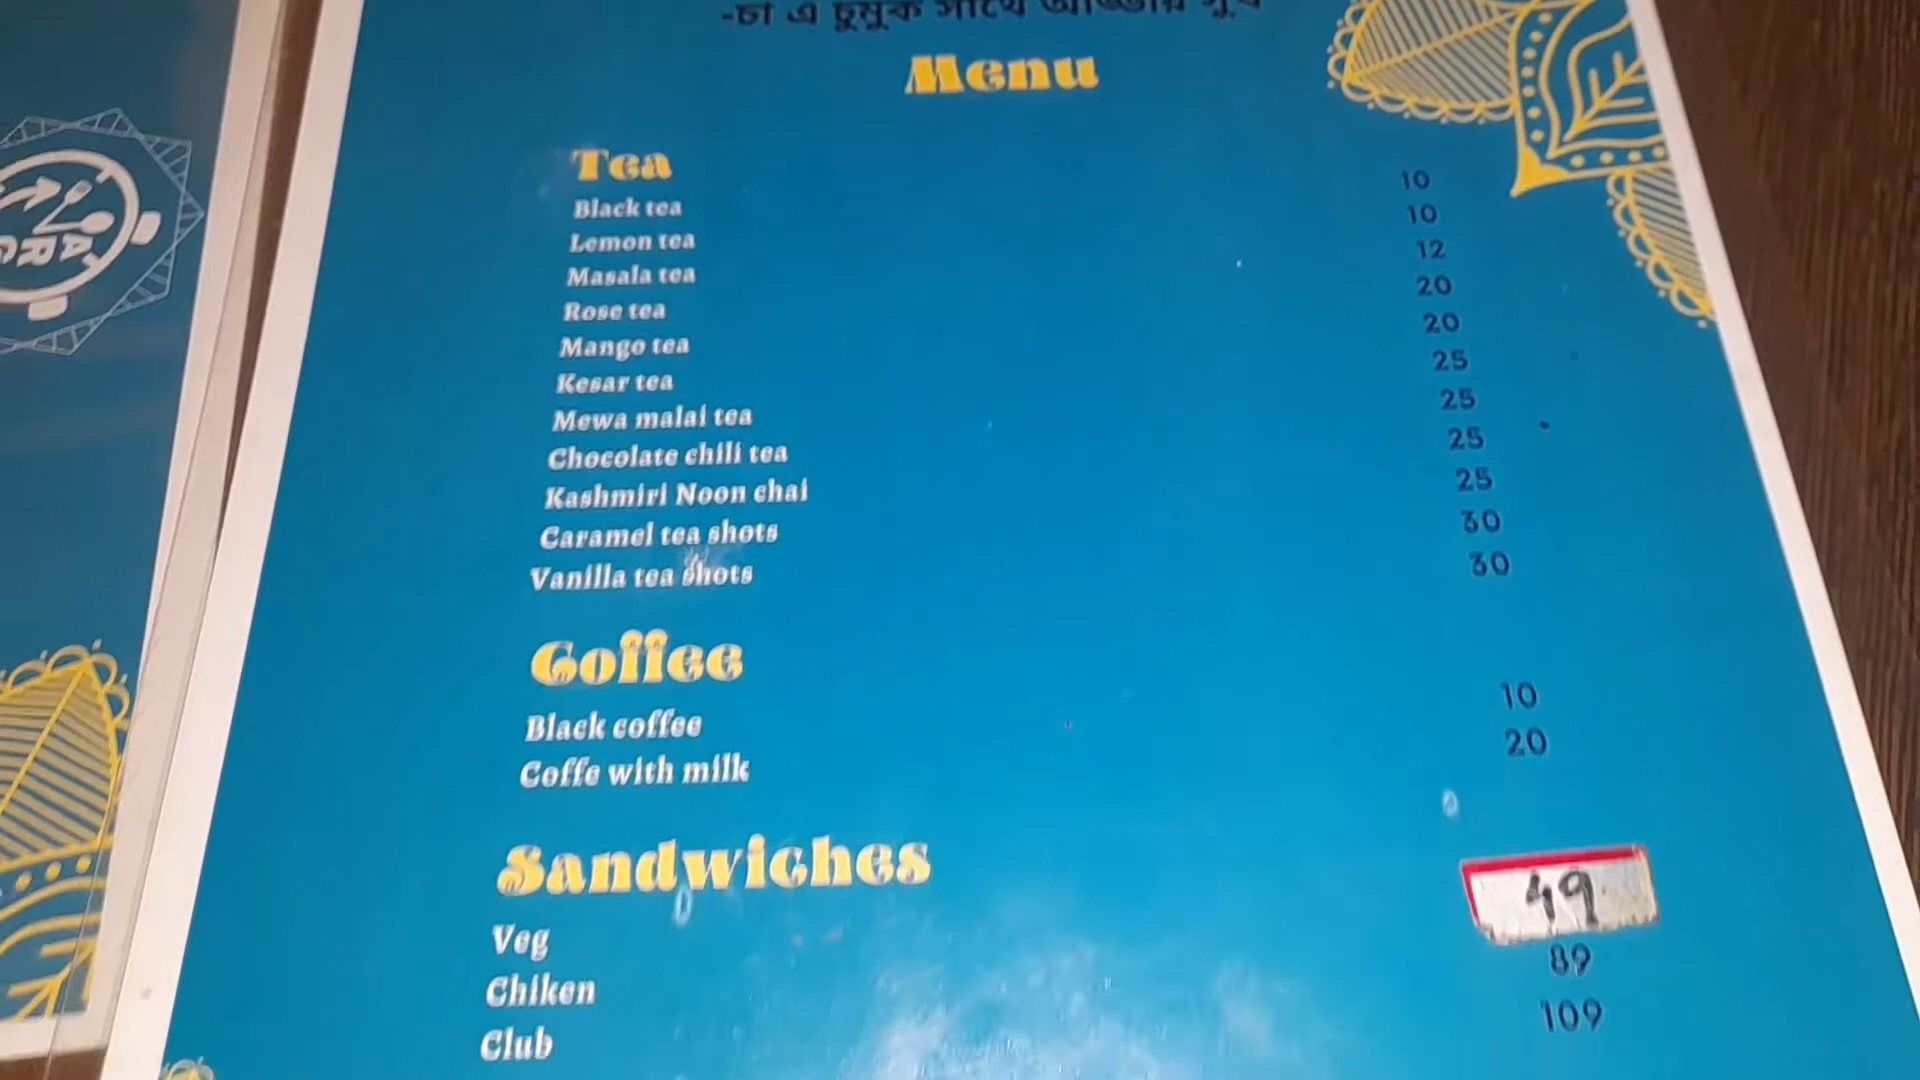 -চা এ চুমুক সাথে আড্ডার সুখ
Menu
Tea
Black tea 10
Lemon tea 10
Masala tea 12
Rose tea 20
Mango tea 20
Kesar tea 25
Mewa malai tea 25
Chocolate chili tea 25
Kashmiri Noon chai 25
Caramel tea shots 30
Vanilla tea shots 30
Coffee
Black coffee 10
Coffe with milk 20
Sandwiches
Veg 49
Chiken 89
Club 109